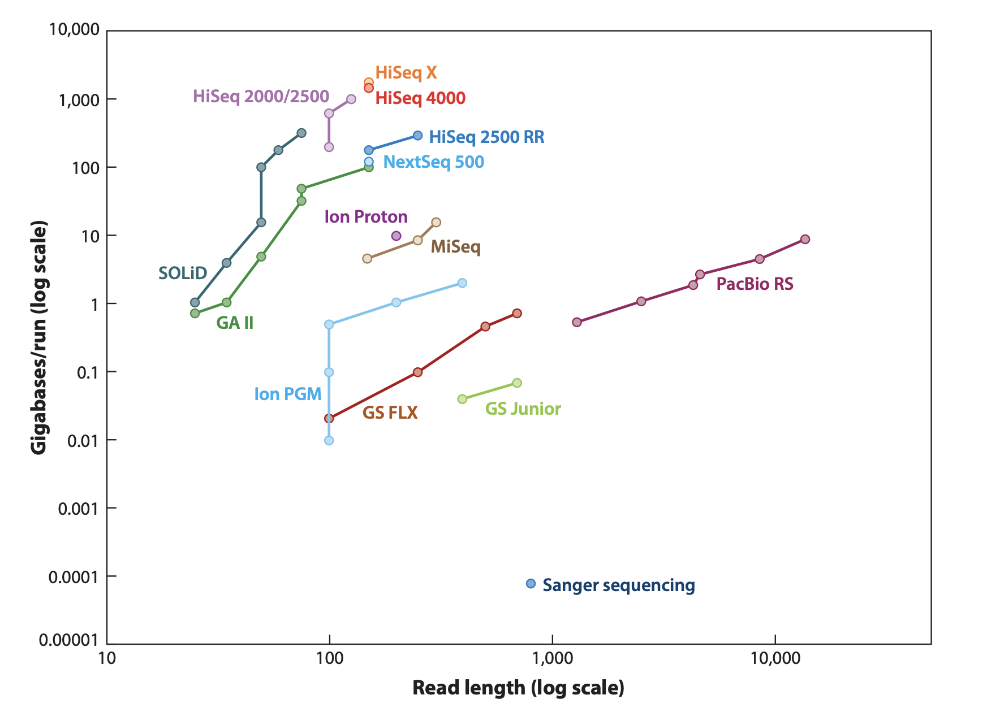 10,000
1,000
100
10
1
0.1
0.01
0.001
0.0001
0.00001
Gigabases/run (log scale)
HiSeq X
HiSeq 2000/2500
HiSeq 4000
HiSeq 2500 RR
NextSeq 500
Ion Proton
MiSeq
SOLiD
PacBio RS
GA II
Ion PGM
GS FLX
GS Junior
Sanger sequencing
10
100
1,000
10,000
Read length (log scale)